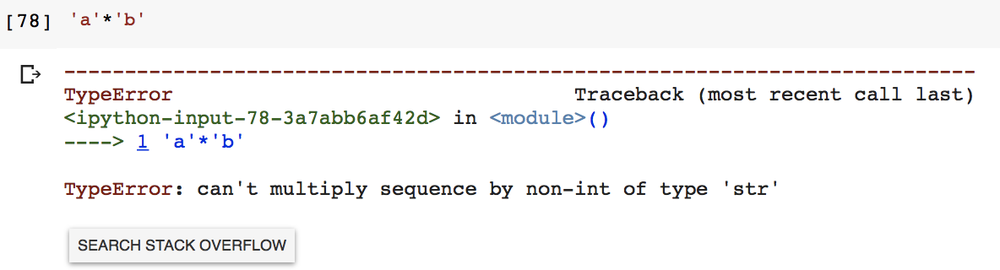 [78] 'a'*'b'
---------------------------------------------------------------------------
TypeError Traceback (most recent call last)
<ipython-input-78-3a7abb6af42d> in <module>()
----> 1 'a'*'b'
TypeError: can't multiply sequence by non-int of type 'str'
SEARCH STACK OVERFLOW